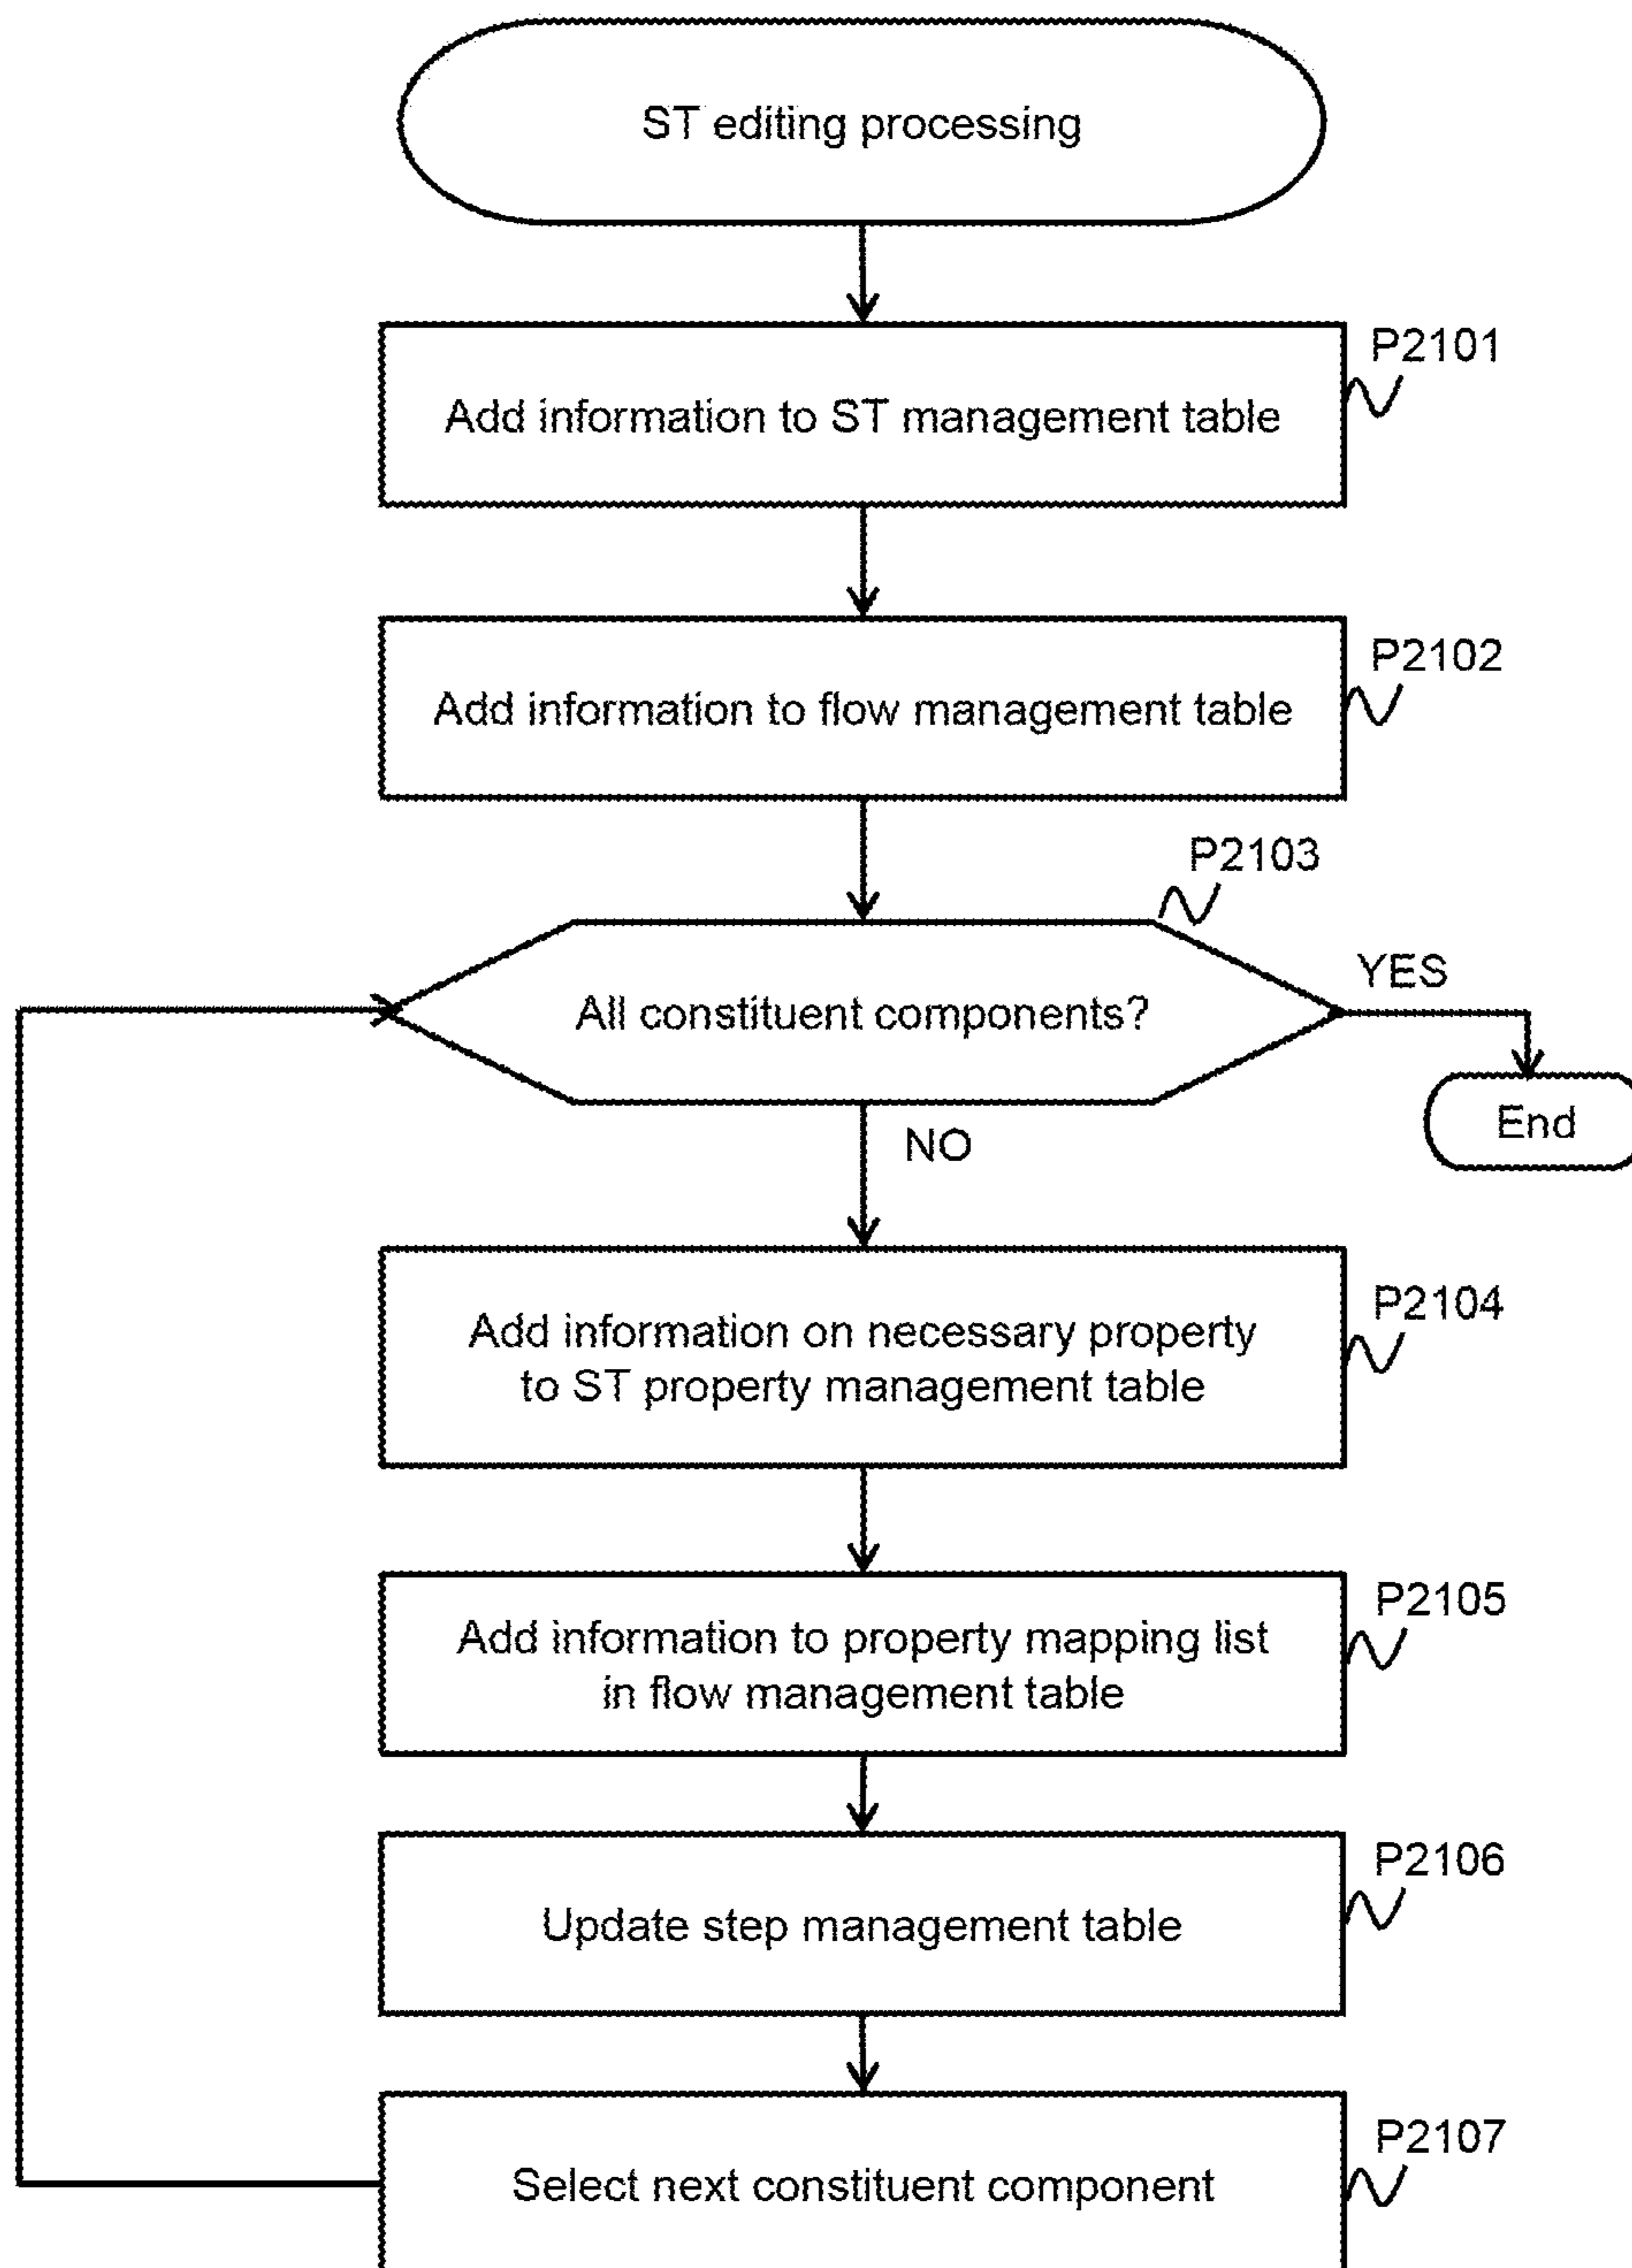 ST editing processing
P2101
Add information to ST management table
P2102
Add information to flow management table
P2103
All constituent components?
YES
End
NO
P2104
Add information on necessary property
to ST property management table
P2105
Add information to property mapping list
in flow management table
P2106
Update step management table
P2107
Select next constituent component